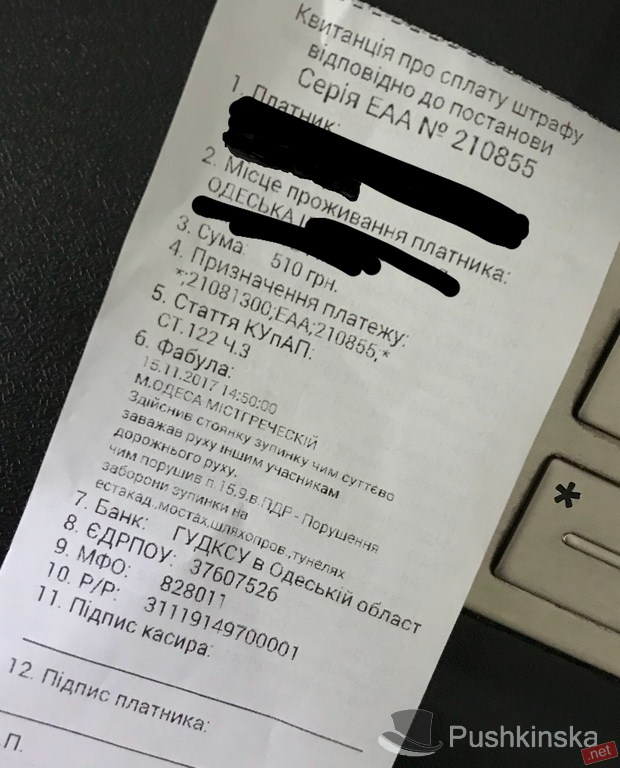 Квитанція про сплату штрафу
відповідно до постанови
Серія ЕАА № 210855
1. Платник:
2. Місце проживання платника:
ОДЕСЬКА
3. Сума: 510 грн.
4. Призначення платежу:
*;21081300;ЕАА;210855;*
5. Стаття КУпАП:
СТ.122 Ч.3
6. Фабула:
15.11.2017 14:50:00
М.ОДЕСА МІСТГРЕЧЕСКІЙ
Здійснив стоянку зупинку чим суттєво
заважав руху іншим учасникам
дорожнього руху.
чим порушив п.15.9.в.ПДР - Порушення
заборони зупинки на
естакад.,мостах,шляхопров.,тунелях
7. Банк: ГУДКСУ в Одеській област
8. ЄДРПОУ: 37607526
9. МФО: 828011
10. Р/Р: 31119149700001
11. Підпис касира:
12. Підпис платника:
.П.
*
Pushkinska
.net